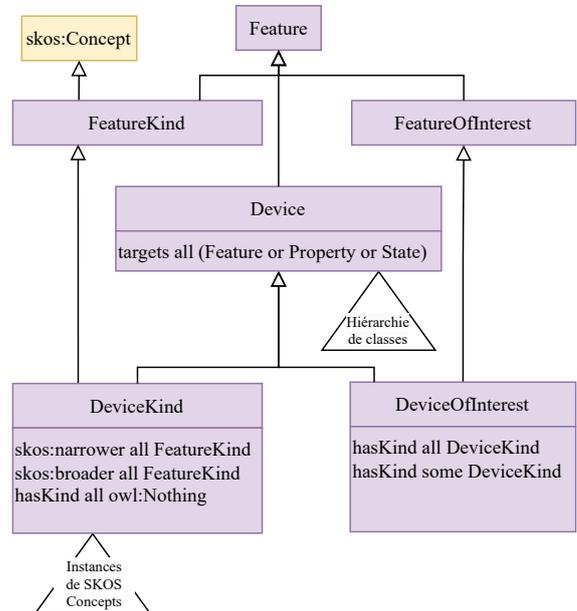 Feature
skos:Concept
FeatureKind
FeatureOfInterest
Device
targets all (Feature or Property or State)
Hiérarchie
de classes
DeviceKind
skos:narrower all FeatureKind
skos:broader all FeatureKind
hasKind all owl:Nothing
DeviceOfInterest
hasKind all DeviceKind
hasKind some DeviceKind
Instances
de SKOS
Concepts